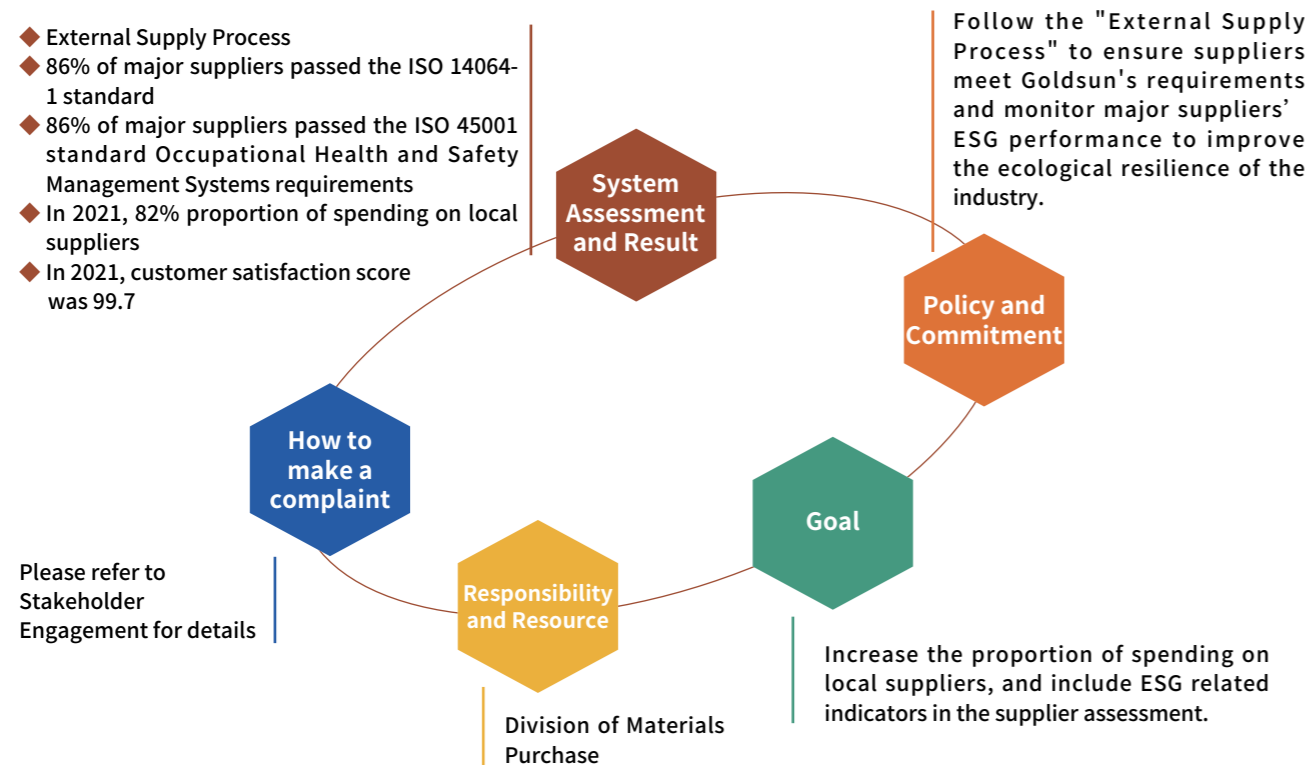 ◆ External Supply Process
◆ 86% of major suppliers passed the ISO 14064-
1 standard
◆ 86% of major suppliers passed the ISO 45001
standard Occupational Health and Safety
Management Systems requirements
◆ In 2021, 82% proportion of spending on local
suppliers
◆ In 2021, customer satisfaction score
was 99.7
System
Assessment
and Result
Follow the "External Supply
Process" to ensure suppliers
meet Goldsun's requirements
and monitor major suppliers’
ESG performance to improve
the ecological resilience of the
industry.
Policy and
Commitment
How to
make a
complaint
Please refer to
Stakeholder
Engagement for details
Responsibility
and Resource
Division of Materials
Purchase
Goal
Increase the proportion of spending on
local suppliers, and include ESG related
indicators in the supplier assessment.